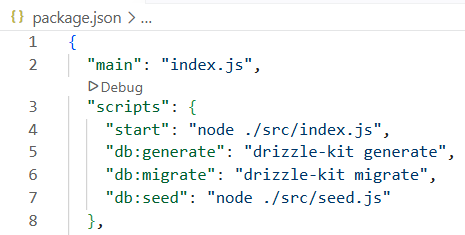 package.json > ...
1 {
2 "main": "index.js",
Debug
3 "scripts": {
4 "start": "node ./src/index.js",
5 "db:generate": "drizzle-kit generate",
6 "db:migrate": "drizzle-kit migrate",
7 "db:seed": "node ./src/seed.js"
8 },